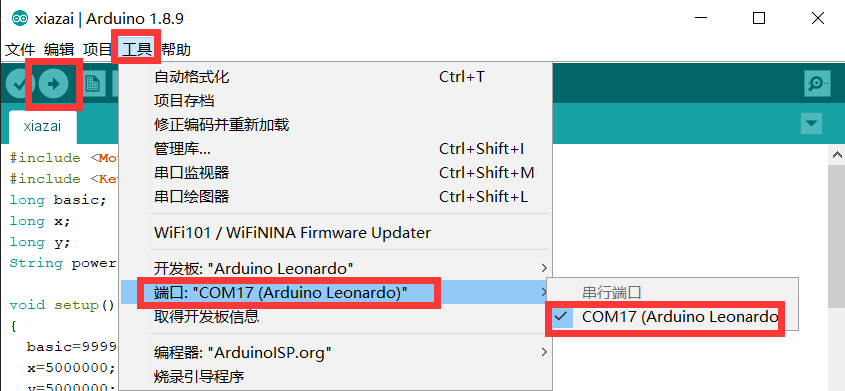 xiazai | Arduino 1.8.9
文件 编辑 项目 工具 帮助
自动格式化 Ctrl+T
项目存档
修正编码并重新加载
管理库... Ctrl+Shift+I
串口监视器 Ctrl+Shift+M
串口绘图器 Ctrl+Shift+L
WiFi101 / WiFiNINA Firmware Updater
开发板: "Arduino Leonardo"
端口: "COM17 (Arduino Leonardo)"
取得开发板信息
编程器: "ArduinoISP.org"
烧录引导程序
串行端口
COM17 (Arduino Leonardo
xiazai
#include <Mo
#include <Ke
long basic;
long x;
long y;
String power
void setup()
{
basic=9999
x=5000000;
y=5000000;